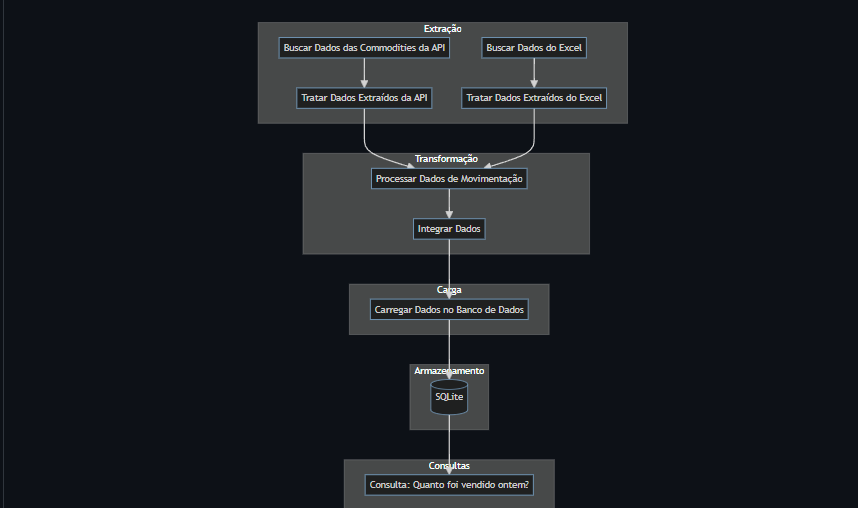 Extração
Buscar Dados das Commodities da API
Buscar Dados do Excel
Tratar Dados Extraídos da API
Tratar Dados Extraídos do Excel
Transformação
Processar Dados de Movimentação
Integrar Dados
Carga
Carregar Dados no Banco de Dados
Armazenamento
SQLite
Consultas
Consulta: Quanto foi vendido ontem?